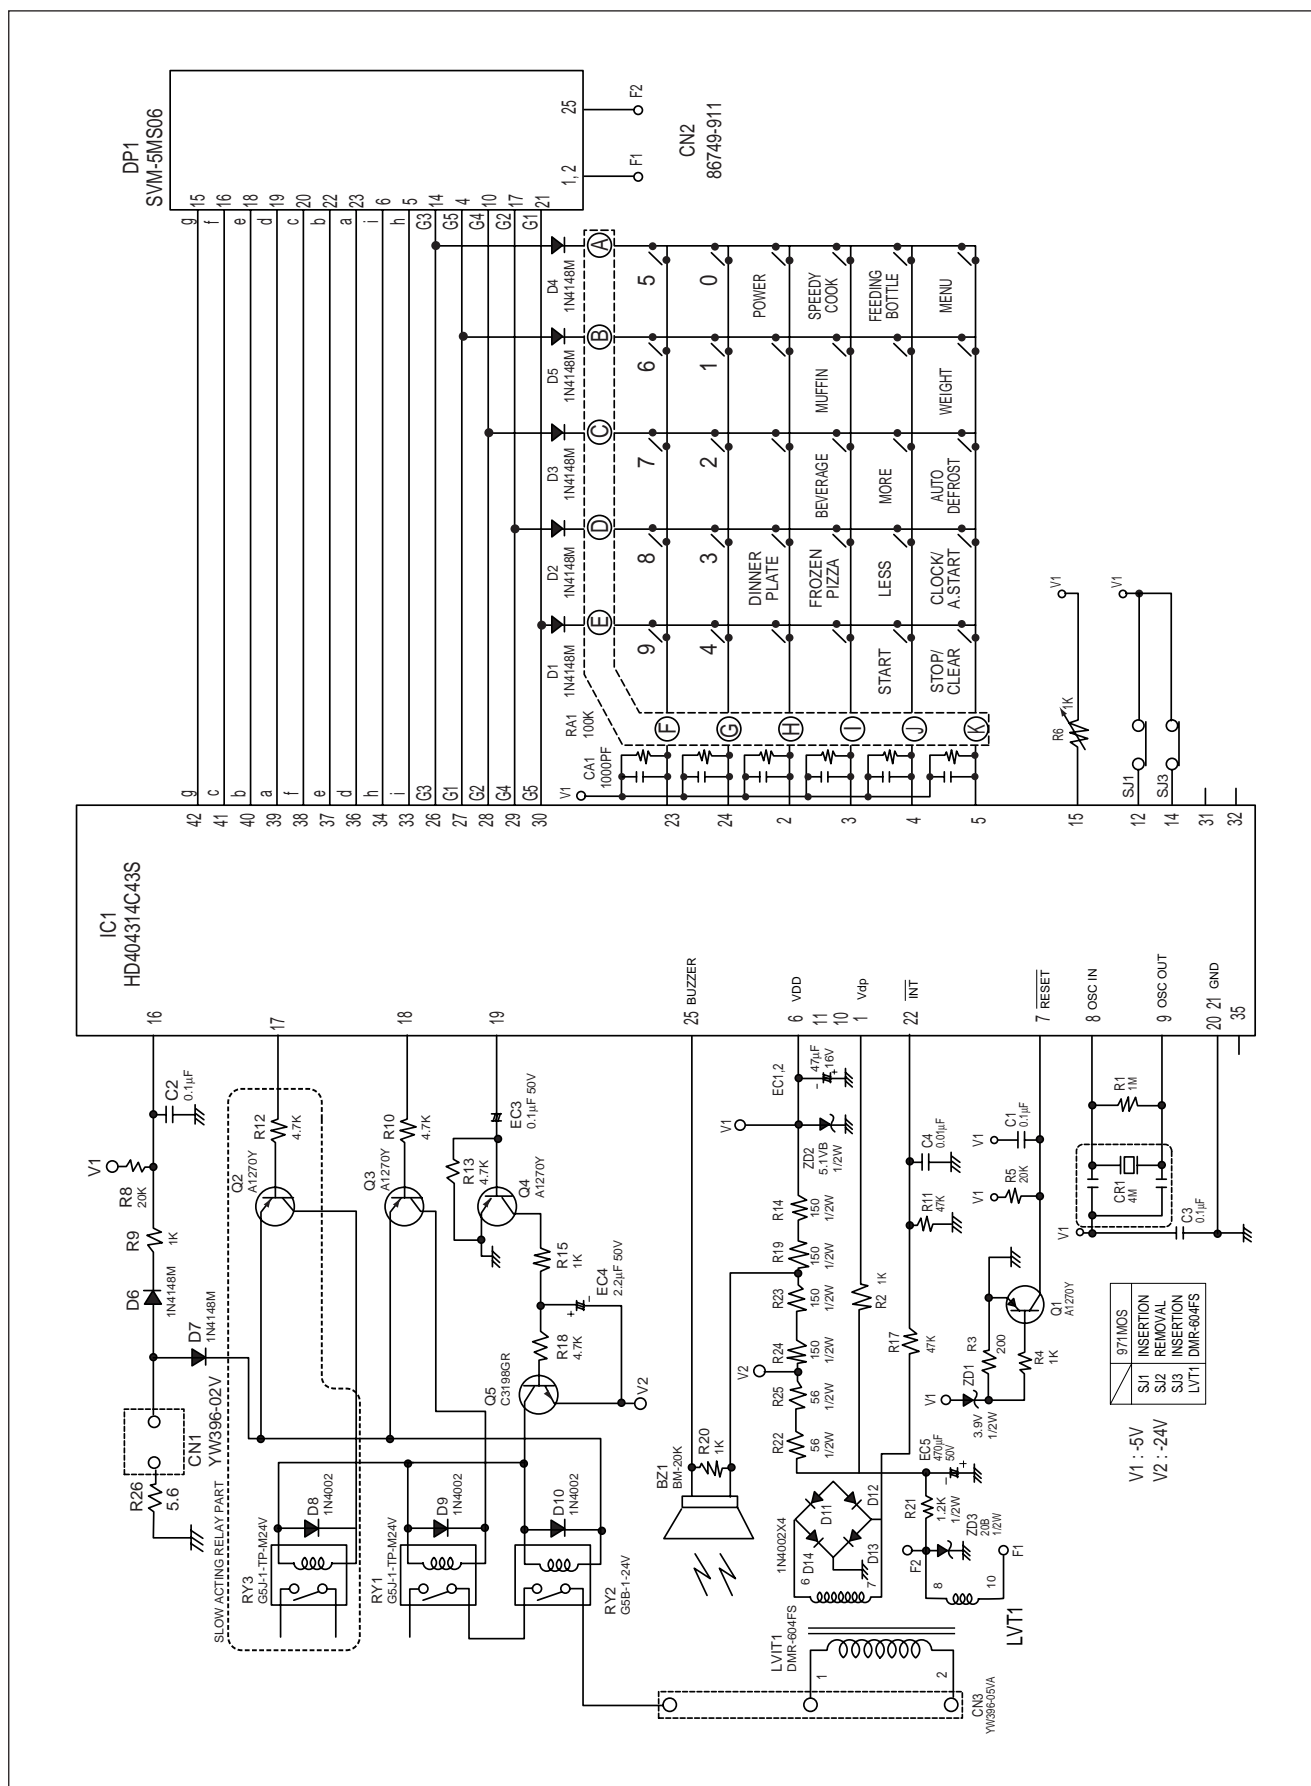 DP1
SVM-5MS06
25
1, 2
F2
F1
CN2
86749-911
g 15
f 16
e 18
d 19
c 20
b 22
a 23
i 6
h 5
G3 14
G5 4
G4 10
G2 17
G1 21
D4
1N4148M
D5
1N4148M
D3
1N4148M
D2
1N4148M
D1
1N4148M
A
B
C
D
E
RA1
100K
5
0
POWER
SPEEDY
COOK
FEEDING
BOTTLE
MENU
6
1
MUFFIN
WEIGHT
7
2
BEVERAGE
MORE
AUTO
DEFROST
8
3
DINNER
PLATE
FROZEN
PIZZA
LESS
CLOCK/
A.START
9
4
START
STOP/
CLEAR
F
G
H
I
J
K
CA1
1000PF
V1
V1
R6
1K
V1
SJ1
SJ3
g
c
b
a
f
e
d
h
i
G3
G1
G2
G4
G5
42
41
40
39
38
37
36
34
33
26
27
28
29
30
23
24
2
3
4
5
15
12
14
31
32
IC1
HD404314C43S
16
17
18
19
25 BUZZER
6 VDD
11
10
1 Vdp
22 INT
7 RESET
8 OSC IN
9 OSC OUT
20 21 GND
35
C2
0.1µF
V1
R8
20K
R9
1K
D6
1N4148M
D7
1N4148M
CN1
YW396-02V
R26
5.6
R12
4.7K
Q2
A1270Y
SLOW ACTING RELAY PART
RY3
G5J-1-TP-M24V
D8
1N4002
R10
4.7K
Q3
A1270Y
RY1
G5J-1-TP-M24V
D9
1N4002
EC3
0.1µF 50V
R13
4.7K
Q4
A1270Y
R15
1K
EC4
2.2µF 50V
+
-
R18
4.7K
Q5
C3198GR
V2
D10
1N4002
RY2
G5B-1-24V
BZ1
BM-20K
R20
1K
EC1,2
47µF
16V
-
+
V1
ZD2
5.1VB
1/2W
R14
150
1/2W
R19
150
1/2W
R23
150
1/2W
R24
150
1/2W
V2
R25
56
1/2W
R22
56
1/2W
R2
1K
C4
0.01µF
R11
47K
R17
47K
V1
C1
0.1µF
V1
R5
20K
Q1
A1270Y
R3
200
R4
1K
V1
ZD1
3.9V
1/2W
R1
1M
CR1
4M
V1
C3
0.1µF
1N4002X4
D11
D12
D13
D14
6
7
EC5
470µF
50V
-
+
R21
1.2K
1/2W
ZD3
20B
1/2W
F2
F1
8
10
LVT1
LVIT1
DMR-604FS
1
2
CN3
YW396-05VA
971MOS
SJ1 INSERTION
SJ2 REMOVAL
SJ3 INSERTION
LVT1 DMR-604FS
V1 : -5V
V2 : -24V